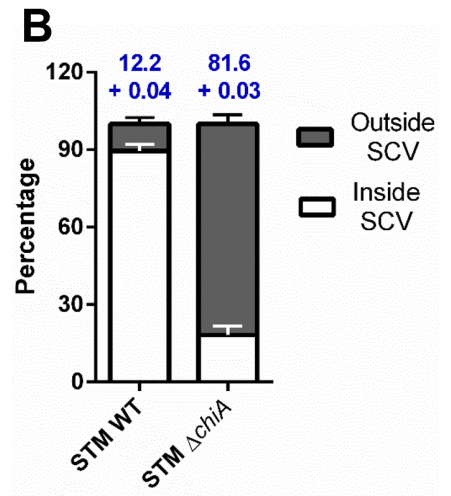 B
12.2 81.6
+ 0.04 + 0.03
120
90
60
30
0
Percentage
Outside
SCV
Inside
SCV
STM WT
STM ΔchiA